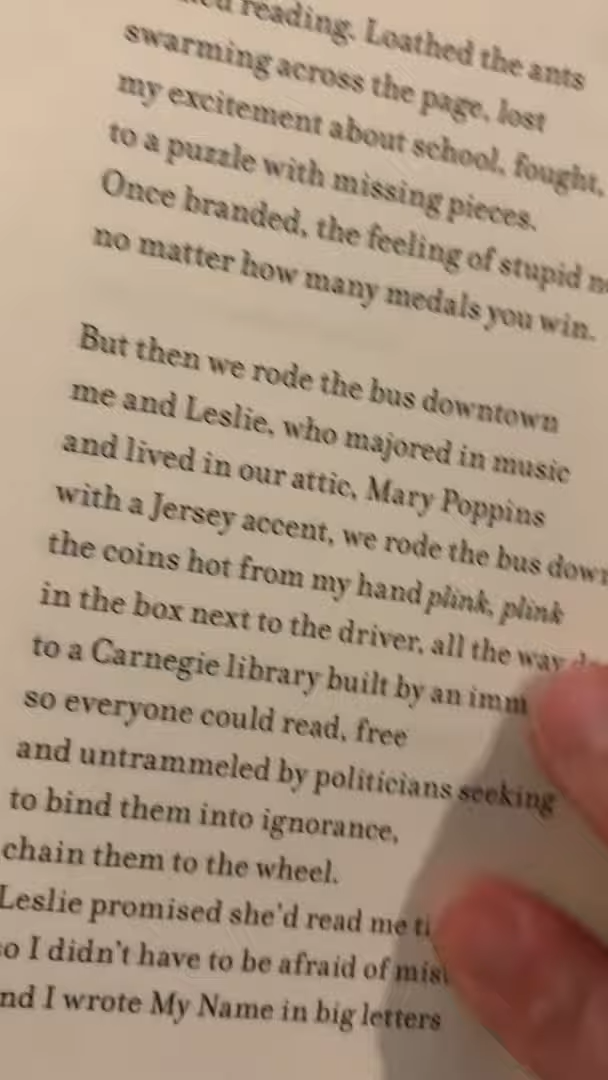 reading. Loathed the ants
swarming across the page, lost
my excitement about school, fought,
to a puzzle with missing pieces.
Once branded, the feeling of stupid
no matter how many medals you win.
But then we rode the bus downtown
me and Leslie, who majored in music
and lived in our attic, Mary Poppins
with a Jersey accent, we rode the bus
the coins hot from my hand plink, plink
in the box next to the driver, all the way
to a Carnegie library built by an
so everyone could read, free
and untrammeled by politicians seeking
to bind them into ignorance,
chain them to the wheel.
Leslie promised she'd read me
I didn't have to be afraid of
I wrote My Name in big letters